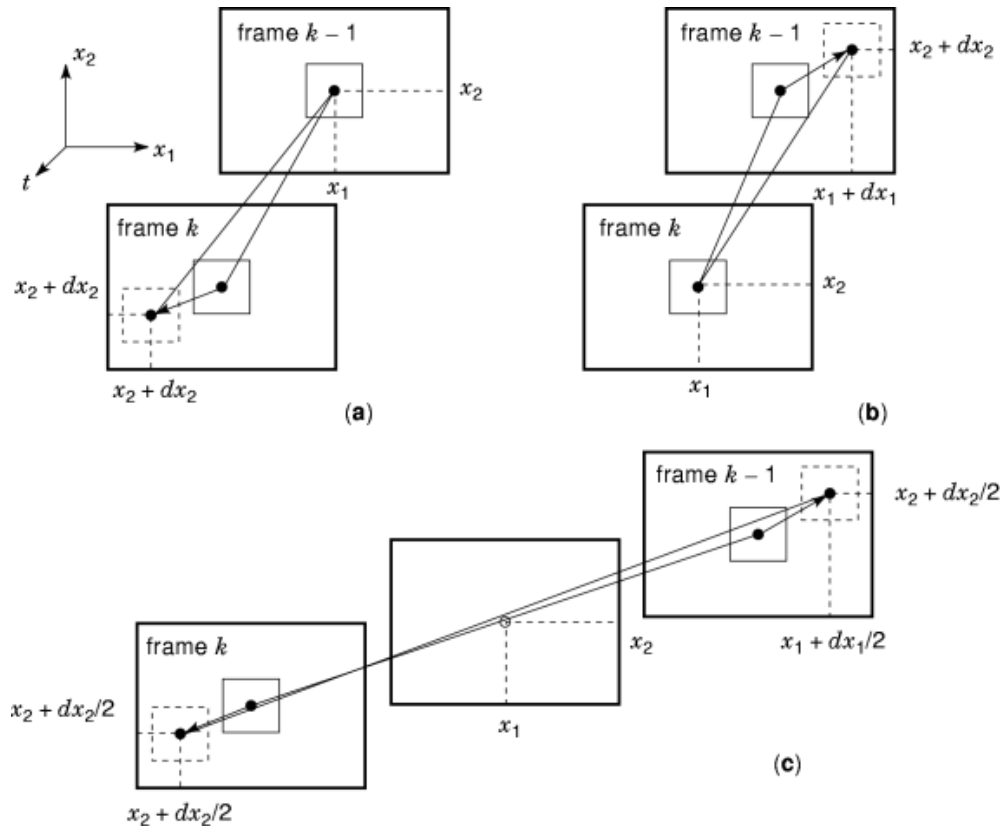 frame k − 1
x₂
x₁
t
x₂
x₁
frame k
x₂ + dx₂
x₂ + dx₂
(a)
frame k − 1
x₂ + dx₂
x₁ + dx₁
frame k
x₂
x₁
(b)
frame k − 1
x₂ + dx₂/2
x₁ + dx₁/2
x₂
x₁
frame k
x₂ + dx₂/2
x₂ + dx₂/2
(c)